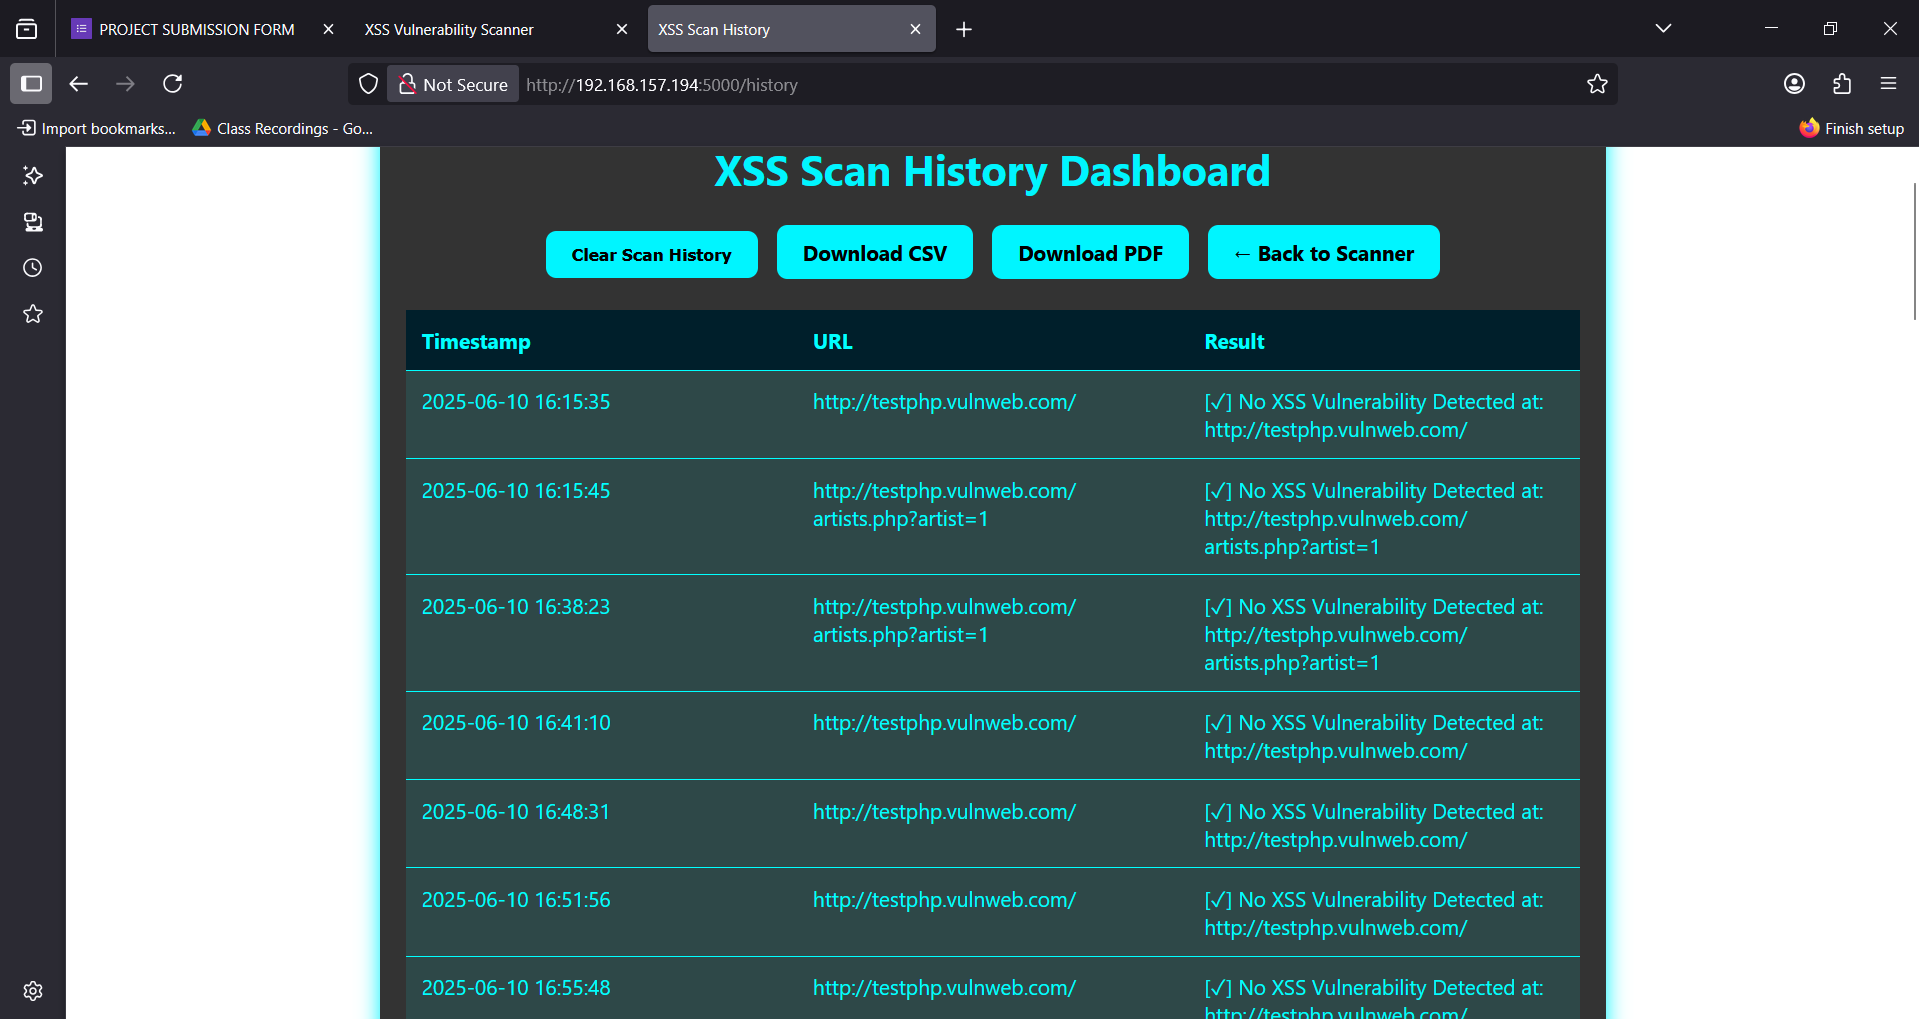 PROJECT SUBMISSION FORM
XSS Vulnerability Scanner
XSS Scan History
Not Secure
http://192.168.157.194:5000/history
Import bookmarks...
Class Recordings - Go...
Finish setup
XSS Scan History Dashboard
Clear Scan History
Download CSV
Download PDF
← Back to Scanner
Timestamp URL Result
2025-06-10 16:15:35 http://testphp.vulnweb.com/ [✓] No XSS Vulnerability Detected at:
http://testphp.vulnweb.com/
2025-06-10 16:15:45 http://testphp.vulnweb.com/ [✓] No XSS Vulnerability Detected at:
artists.php?artist=1 http://testphp.vulnweb.com/
artists.php?artist=1
2025-06-10 16:38:23 http://testphp.vulnweb.com/ [✓] No XSS Vulnerability Detected at:
artists.php?artist=1 http://testphp.vulnweb.com/
artists.php?artist=1
2025-06-10 16:41:10 http://testphp.vulnweb.com/ [✓] No XSS Vulnerability Detected at:
http://testphp.vulnweb.com/
2025-06-10 16:48:31 http://testphp.vulnweb.com/ [✓] No XSS Vulnerability Detected at:
http://testphp.vulnweb.com/
2025-06-10 16:51:56 http://testphp.vulnweb.com/ [✓] No XSS Vulnerability Detected at:
http://testphp.vulnweb.com/
2025-06-10 16:55:48 http://testphp.vulnweb.com/ [✓] No XSS Vulnerability Detected at:
http://testphp.vulnweb.com/